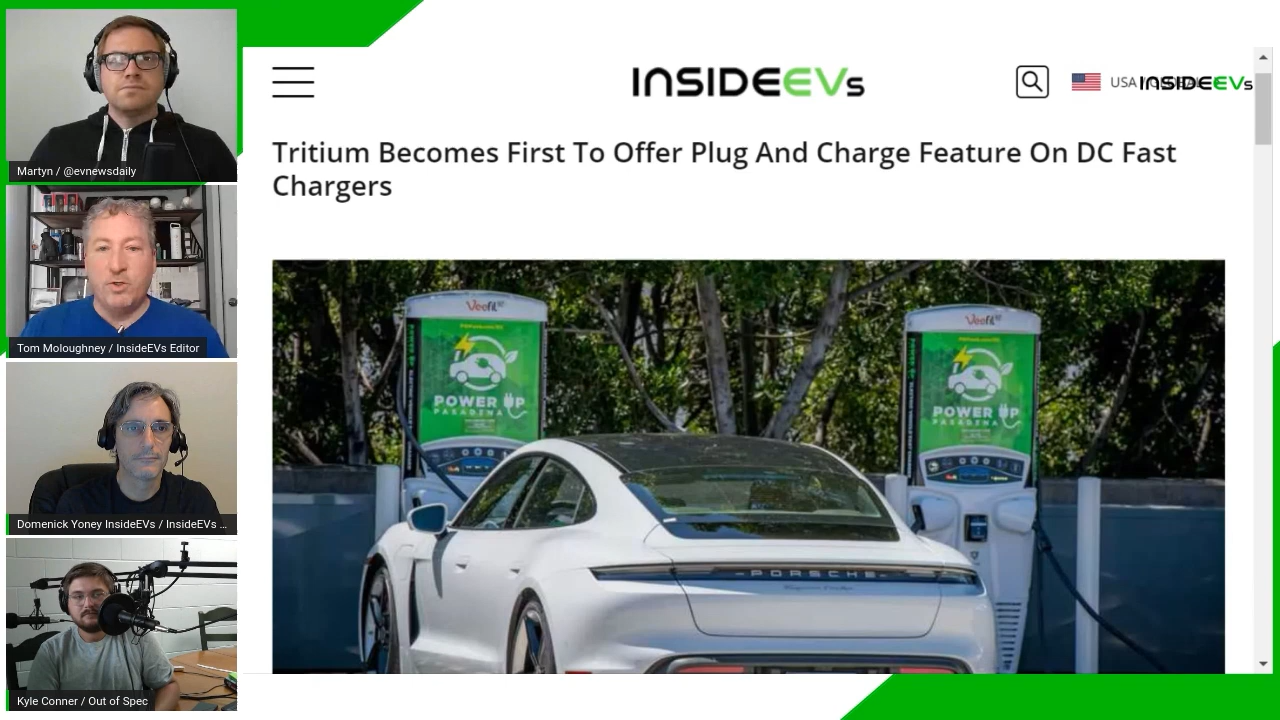 Martyn / @evnewsdaily
Tom Moloughney / InsideEVs Editor
Domenick Yoney InsideEVs / InsideEVs ...
Kyle Conner / Out of Spec
INSIDEEVs
USA
INSIDEEVs
Tritium Becomes First To Offer Plug And Charge Feature On DC Fast
Chargers
Veefil
POWER UP
PASADENA
Veefil
POWER UP
PASADENA
PORSCHE